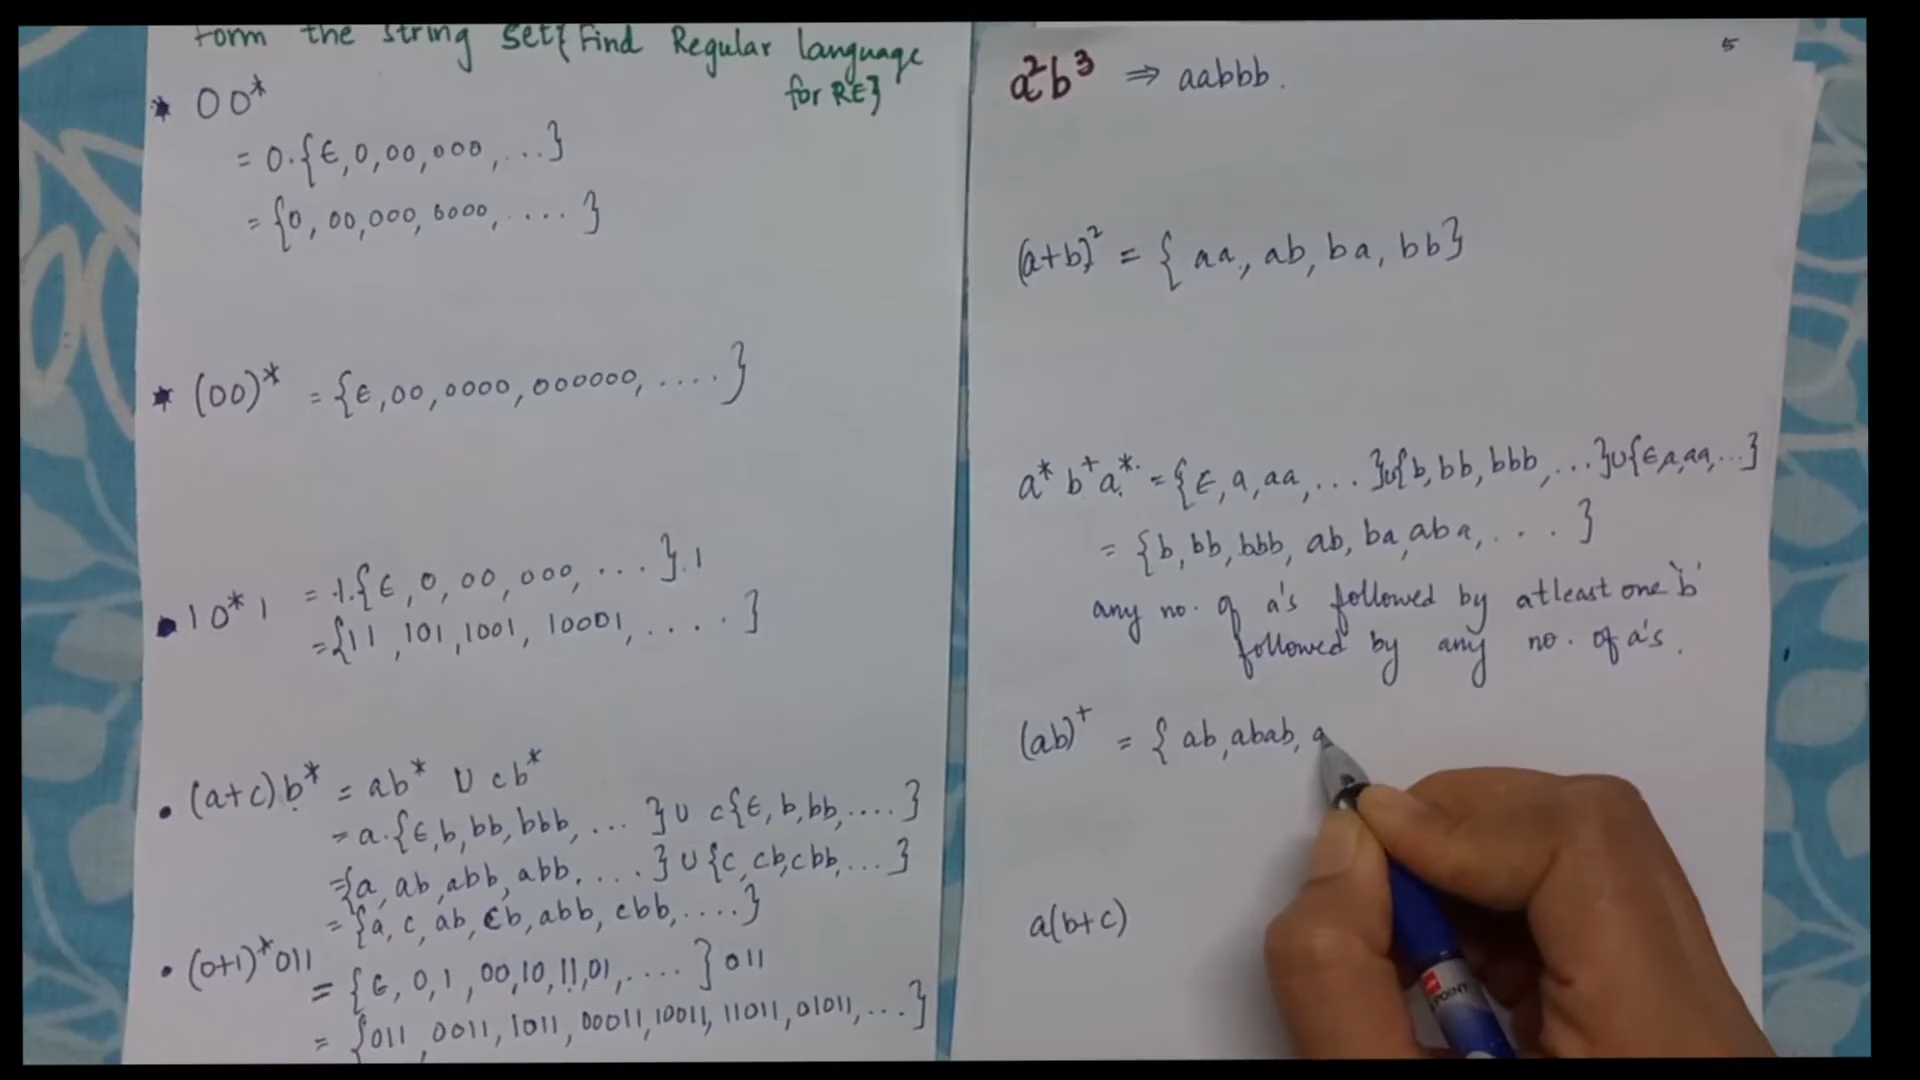 Form the string set{Find Regular language
for RE}
* 00*
= 0.{ε,0,00,000,...}
= {0,00,000,0000,....}
* (00)* = {ε,00,0000,000000,....}
10*1 = 1.{ε,0,00,000,...}.1
={11,101,1001,10001,....}
• (a+c)b* = ab* ∪ cb*
= a.{ε,b,bb,bbb,...}∪ c{ε,b,bb,....}
={a,ab,abb,abb,....}∪{c,cb,cbb,...}
= {a,c,ab,cb,abb,cbb,....}
• (0+1)*011 = {ε,0,1,00,10,11,01,....}011
= {011,0011,1011,00011,10011,11011,01011,...}
5
a²b³ ⇒ aabbb.
(a+b)² = {aa,ab,ba,bb}
a*b⁺a* = {ε,a,aa,...}∪{b,bb,bbb,...}∪{ε,a,aa,...}
= {b,bb,bbb,ab,ba,aba,...}
any no. of a's followed by atleast one 'b'
followed by any no. of a's.
(ab)⁺ = {ab,abab,a
a(b+c)
POINT